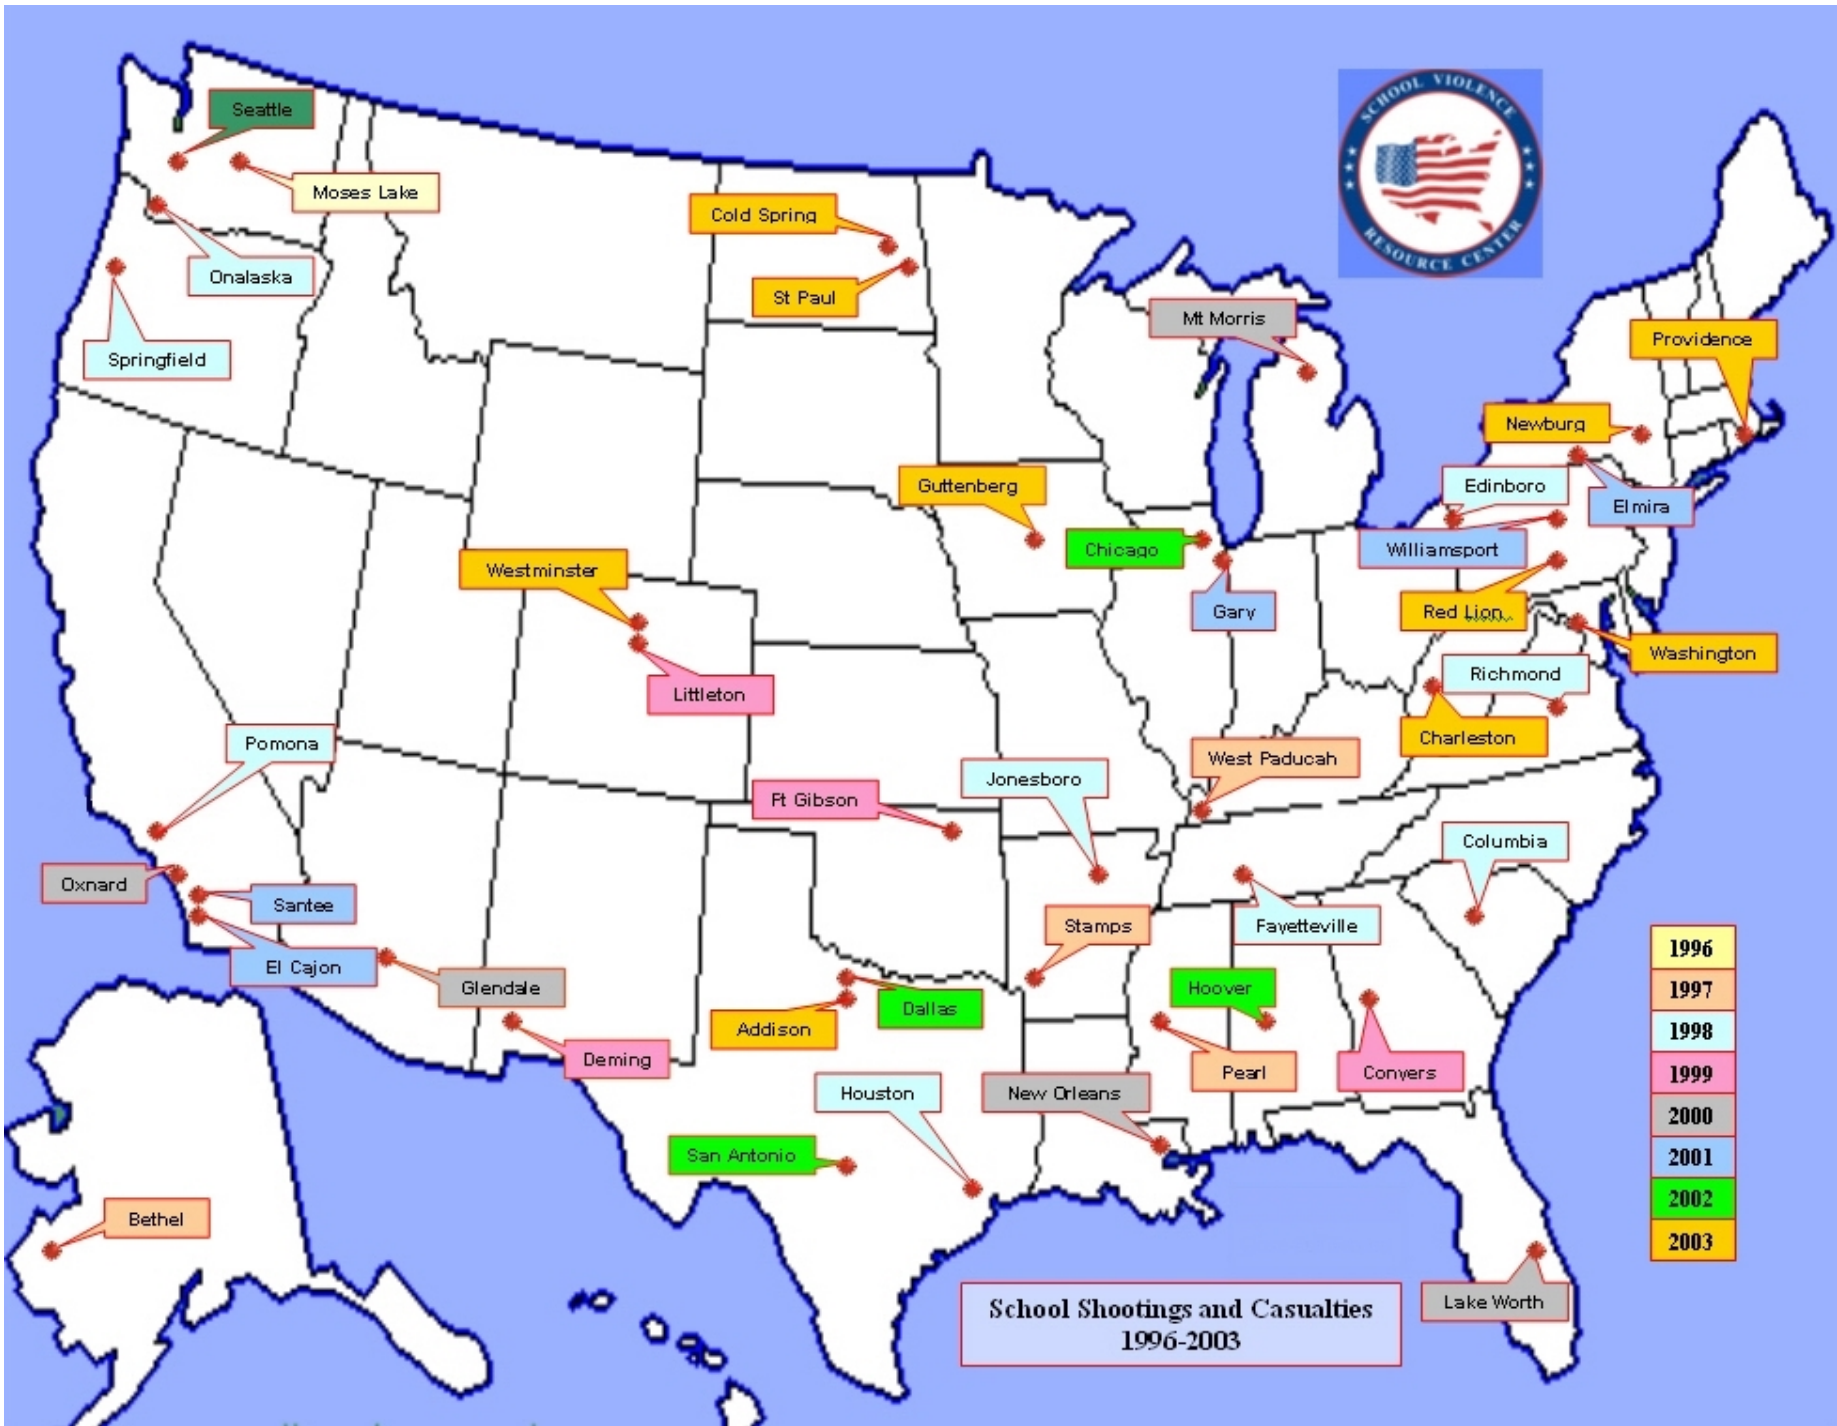 Seattle
SCHOOL VIOLENCE
RESOURCE CENTER
Moses Lake
Cold Spring
Onalaska
St Paul
Mt Morris
Providence
Springfield
Newburg
Guttenberg
Edinboro
Elmira
Chicago
Williamsport
Westminster
Gary
Red Lion
Washington
Richmond
Littleton
Charleston
Pomona
West Paducah
Jonesboro
Ft Gibson
Columbia
Oxnard
Santee
Stamps
Fayetteville
El Cajon
Glendale
Hoover
Dallas
Addison
Deming
Pearl
Conyers
Houston
New Orleans
San Antonio
Bethel
Lake Worth
1996
1997
1998
1999
2000
2001
2002
2003
School Shootings and Casualties
1996-2003